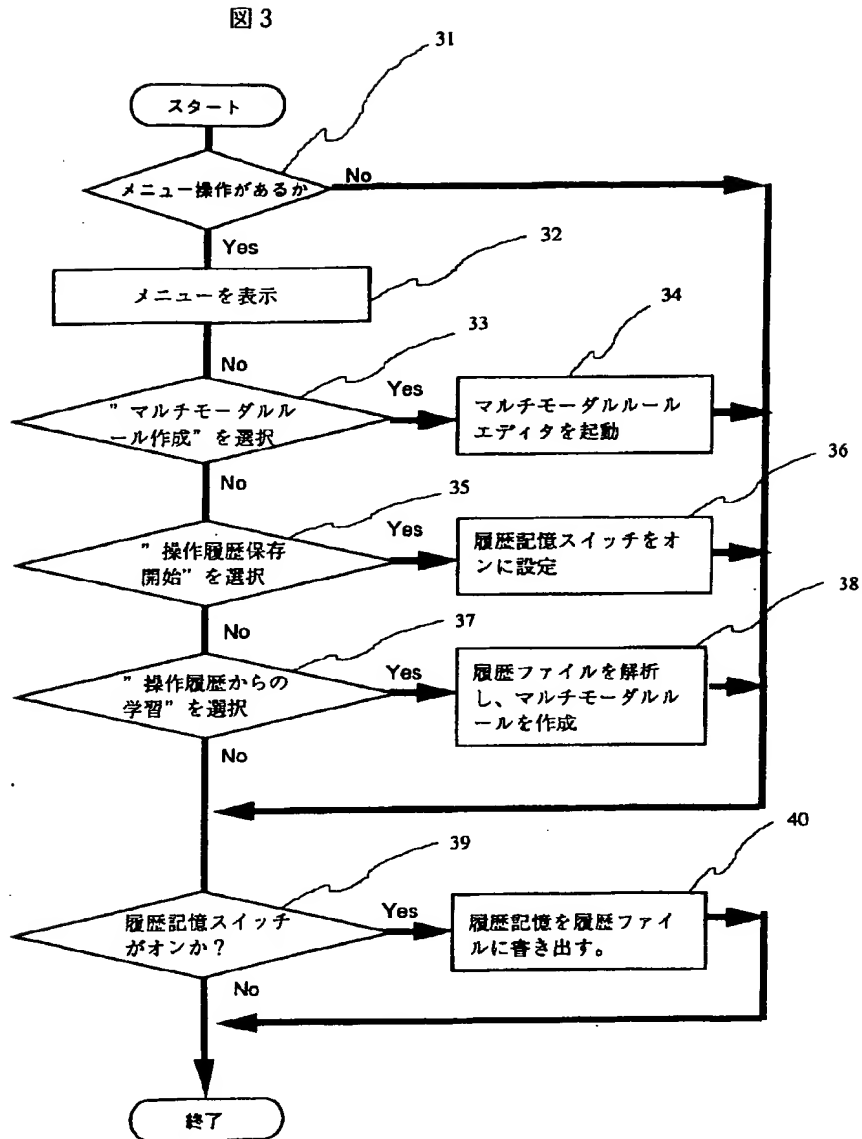 図3
31
スタート
メニュー操作があるか
No
Yes
32
メニューを表示
33
No
34
"マルチモーダルル
ール作成"を選択
Yes
マルチモーダルルール
エディタを起動
No
35
36
"操作履歴保存
開始"を選択
Yes
履歴記憶スイッチをオ
ンに設定
No
37
38
"操作履歴からの
学習"を選択
Yes
履歴ファイルを解析
し、マルチモーダルル
ールを作成
No
39
40
履歴記憶スイッチ
がオンか？
Yes
履歴記憶を履歴ファイ
ルに書き出す。
No
終了